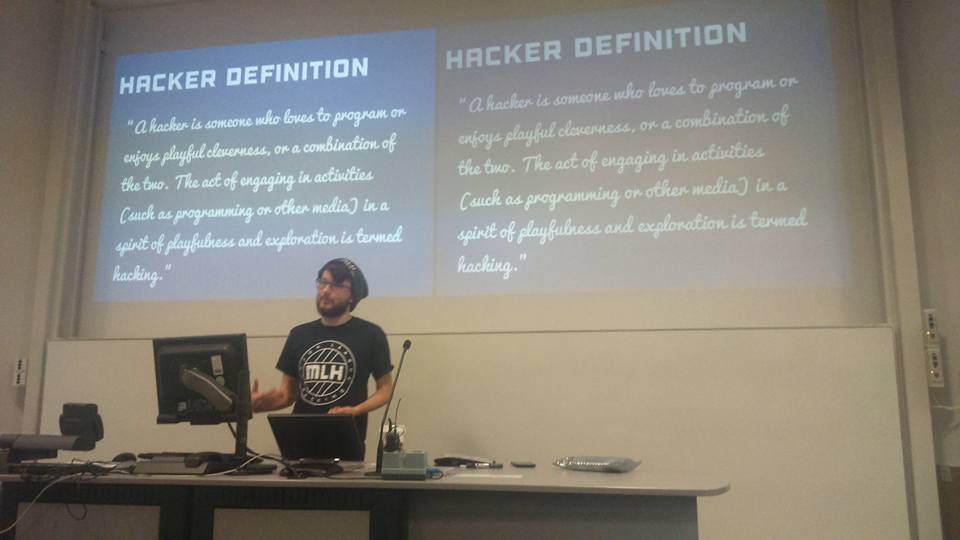 HACKER DEFINITION
"A hacker is someone who loves to program or
enjoys playful cleverness, or a combination of
the two. The act of engaging in activities
(such as programming or other media) in a
spirit of playfulness and exploration is termed
hacking."
HACKER DEFINITION
"A hacker is someone who loves to program or
enjoys playful cleverness, or a combination of
the two. The act of engaging in activities
(such as programming or other media) in a
spirit of playfulness and exploration is termed
hacking."
MLH